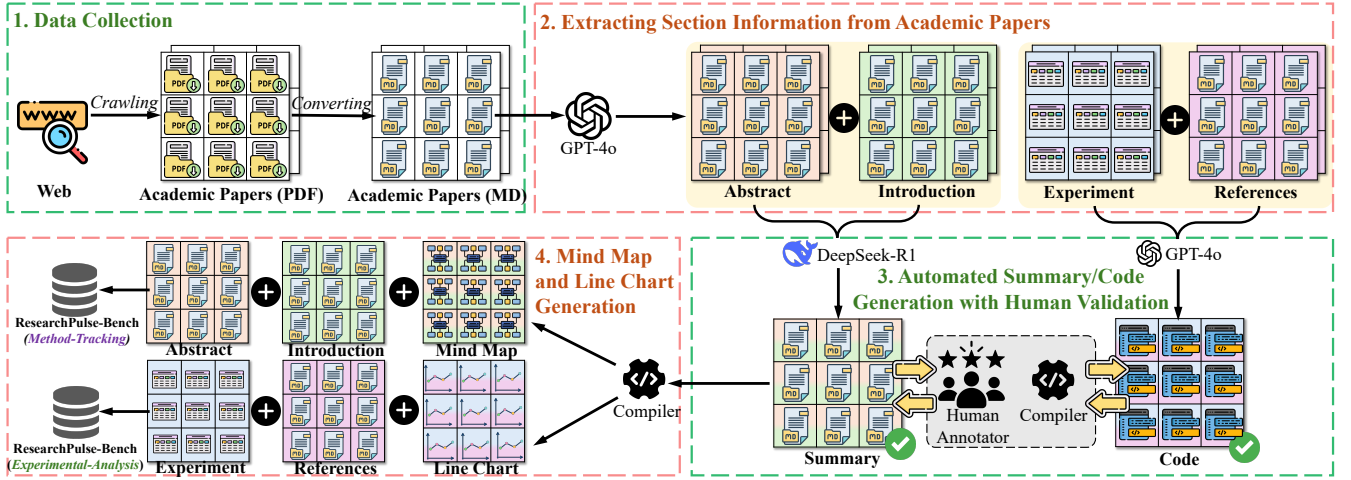 1. Data Collection
Web
Crawling
Academic Papers (PDF)
Converting
Academic Papers (MD)
2. Extracting Section Information from Academic Papers
GPT-4o
Abstract
Introduction
Experiment
References
DeepSeek-R1
GPT-4o
3. Automated Summary/Code
Generation with Human Validation
Summary
Human
Annotator
Compiler
Code
4. Mind Map
and Line Chart
Generation
Compiler
ResearchPulse-Bench
(Method-Tracking)
Abstract
Introduction
Mind Map
ResearchPulse-Bench
(Experimental-Analysis)
Experiment
References
Line Chart